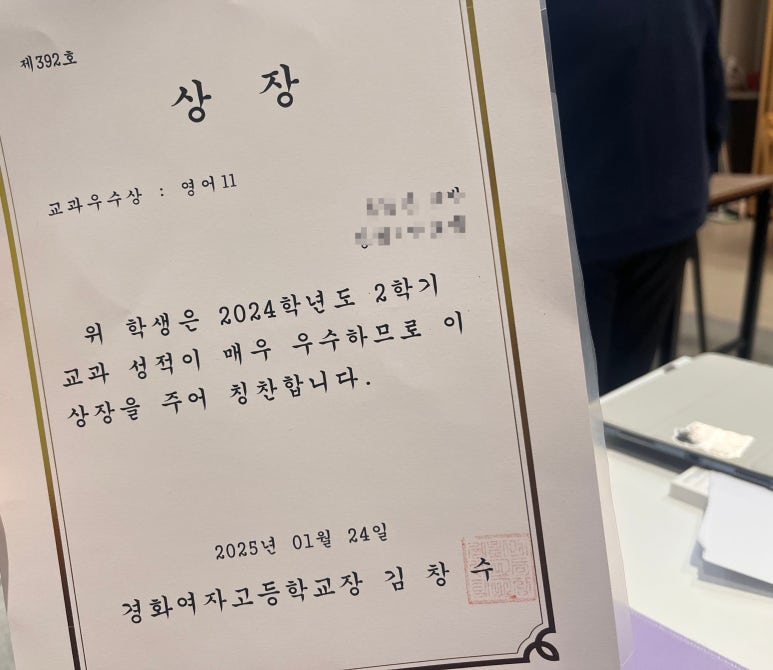 제392호
상 장
교과우수상 : 영어II
위 학생은 2024학년도 2학기
교과 성적이 매우 우수하므로 이
상장을 주어 칭찬합니다.
2025년 01월 24일
경화여자고등학교장 김 창 수